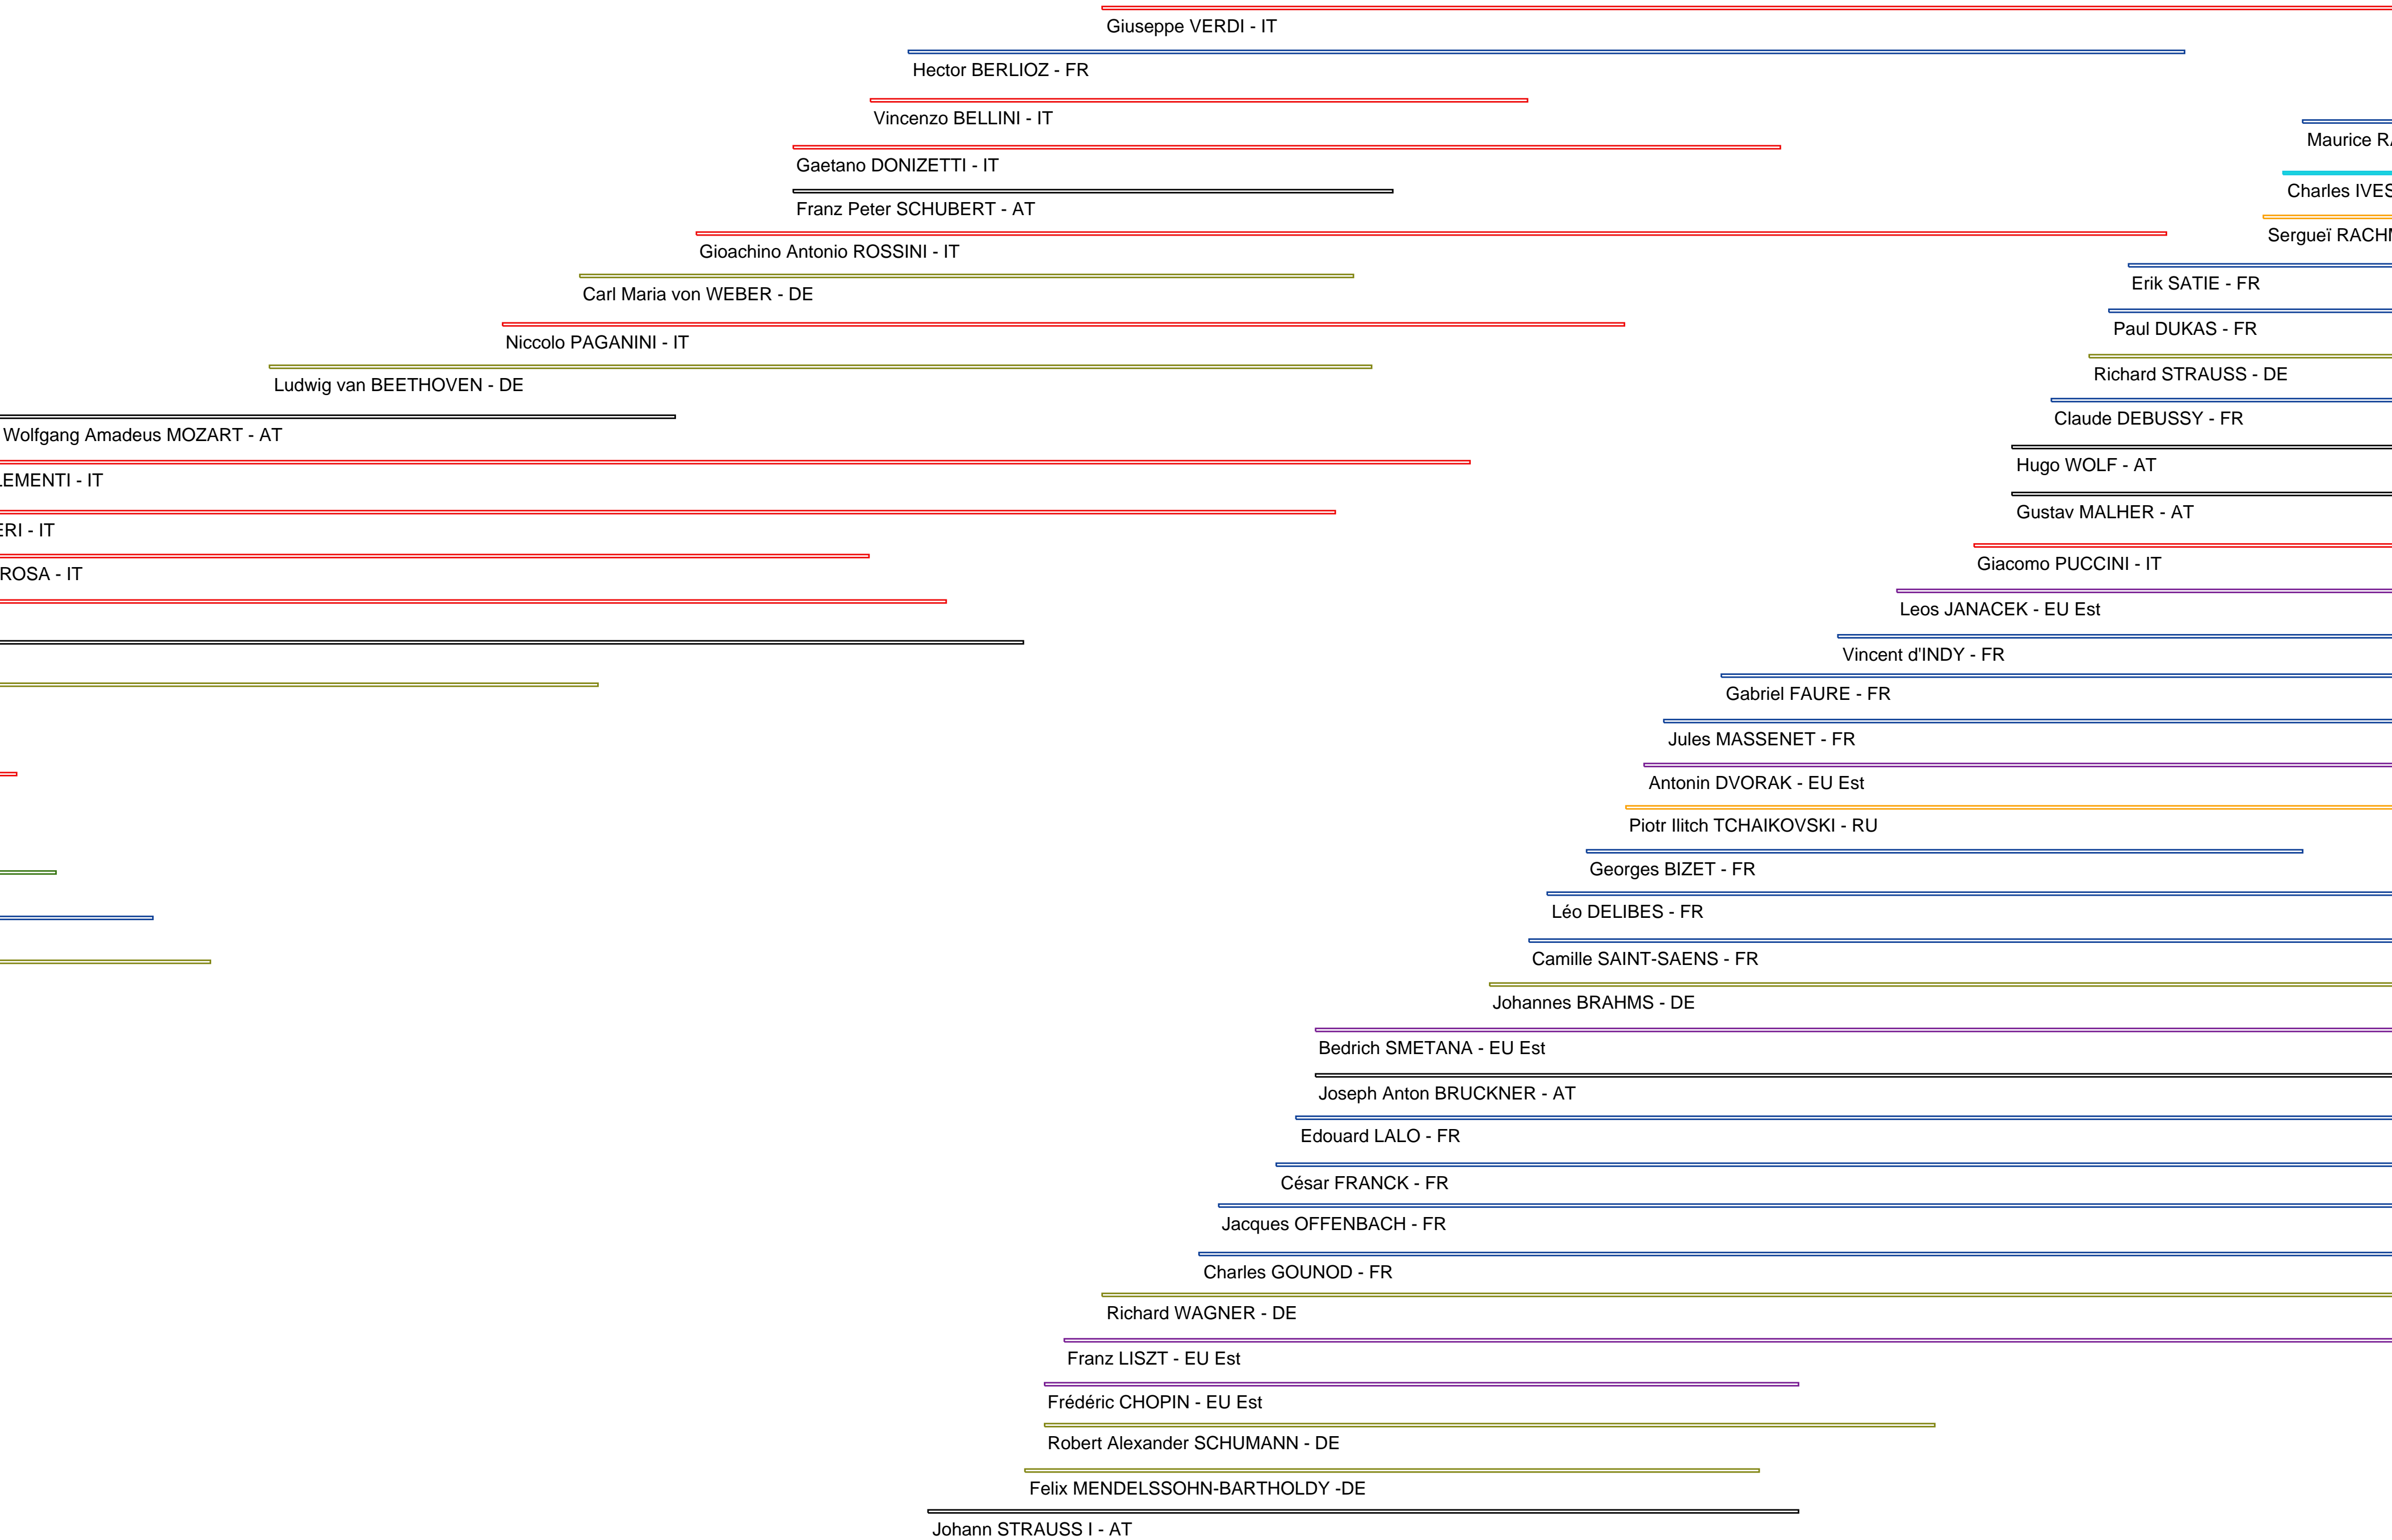 Giuseppe VERDI - IT
Hector BERLIOZ - FR
Vincenzo BELLINI - IT
Maurice RA
Gaetano DONIZETTI - IT
Charles IVES
Franz Peter SCHUBERT - AT
Sergueï RACHM
Gioachino Antonio ROSSINI - IT
Erik SATIE - FR
Carl Maria von WEBER - DE
Paul DUKAS - FR
Niccolo PAGANINI - IT
Richard STRAUSS - DE
Ludwig van BEETHOVEN - DE
Claude DEBUSSY - FR
Wolfgang Amadeus MOZART - AT
Hugo WOLF - AT
LEMENTI - IT
Gustav MALHER - AT
ERI - IT
Giacomo PUCCINI - IT
ROSA - IT
Leos JANACEK - EU Est
Vincent d'INDY - FR
Gabriel FAURE - FR
Jules MASSENET - FR
Antonin DVORAK - EU Est
Piotr Ilitch TCHAIKOVSKI - RU
Georges BIZET - FR
Léo DELIBES - FR
Camille SAINT-SAENS - FR
Johannes BRAHMS - DE
Bedrich SMETANA - EU Est
Joseph Anton BRUCKNER - AT
Edouard LALO - FR
César FRANCK - FR
Jacques OFFENBACH - FR
Charles GOUNOD - FR
Richard WAGNER - DE
Franz LISZT - EU Est
Frédéric CHOPIN - EU Est
Robert Alexander SCHUMANN - DE
Felix MENDELSSOHN-BARTHOLDY -DE
Johann STRAUSS I - AT